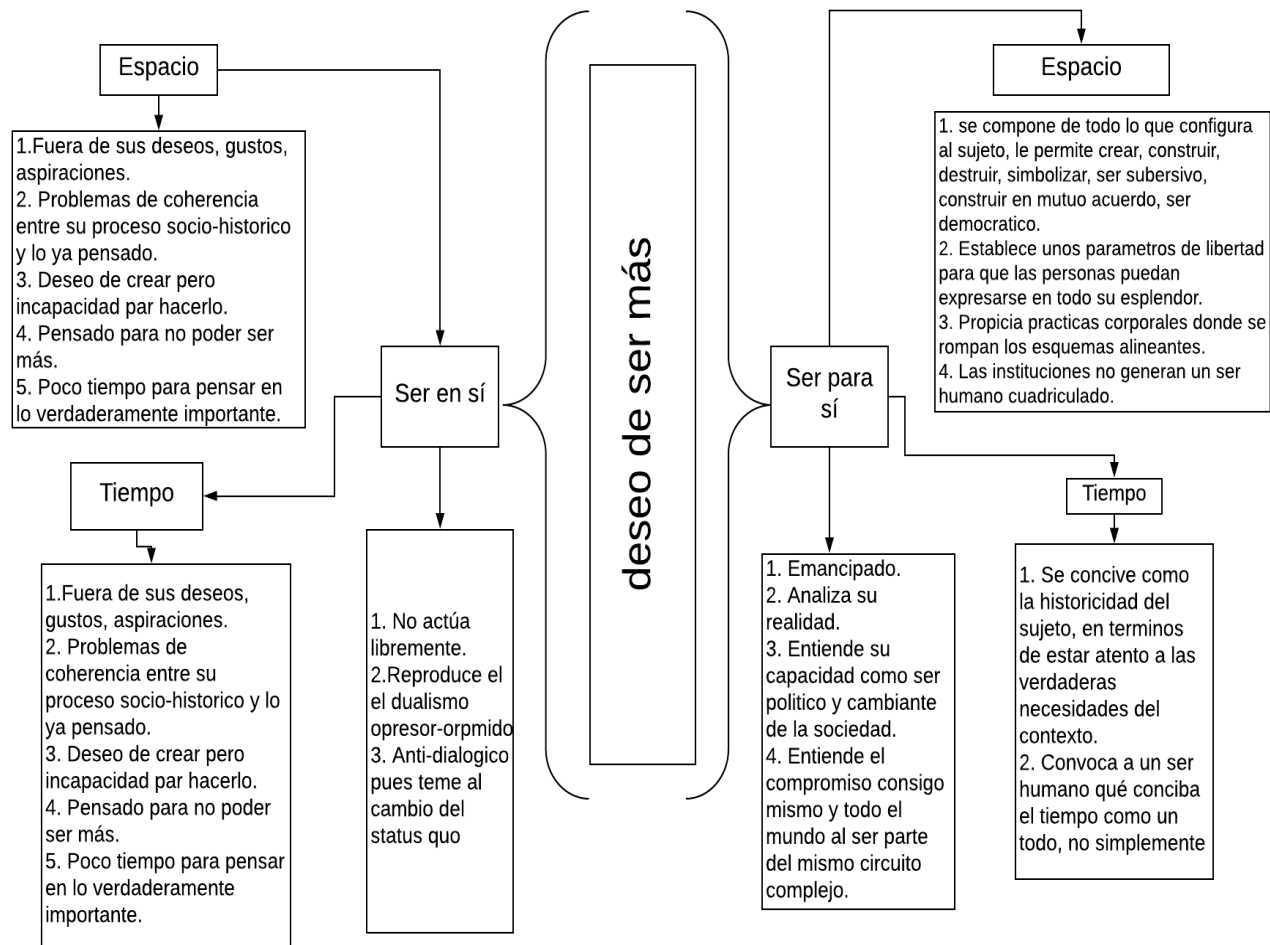 Espacio
1.Fuera de sus deseos, gustos,
aspiraciones.
2. Problemas de coherencia
entre su proceso socio-historico
y lo ya pensado.
3. Deseo de crear pero
incapacidad par hacerlo.
4. Pensado para no poder ser
más.
5. Poco tiempo para pensar en
lo verdaderamente importante.
Ser en sí
Tiempo
1.Fuera de sus deseos,
gustos, aspiraciones.
2. Problemas de
coherencia entre su
proceso socio-historico y lo
ya pensado.
3. Deseo de crear pero
incapacidad par hacerlo.
4. Pensado para no poder
ser más.
5. Poco tiempo para pensar
en lo verdaderamente
importante.
1. No actúa
libremente.
2.Reproduce el
el dualismo
opresor-orpmido
3. Anti-dialogico
pues teme al
cambio del
status quo
deseo de ser más
Espacio
1. se compone de todo lo que configura
al sujeto, le permite crear, construir,
destruir, simbolizar, ser subersivo,
construir en mutuo acuerdo, ser
democratico.
2. Establece unos parametros de libertad
para que las personas puedan
expresarse en todo su esplendor.
3. Propicia practicas corporales donde se
rompan los esquemas alineantes.
4. Las instituciones no generan un ser
humano cuadriculado.
Ser para
sí
Tiempo
1. Emancipado.
2. Analiza su
realidad.
3. Entiende su
capacidad como ser
politico y cambiante
de la sociedad.
4. Entiende el
compromiso consigo
mismo y todo el
mundo al ser parte
del mismo circuito
complejo.
1. Se concive como
la historicidad del
sujeto, en terminos
de estar atento a las
verdaderas
necesidades del
contexto.
2. Convoca a un ser
humano qué conciba
el tiempo como un
todo, no simplemente